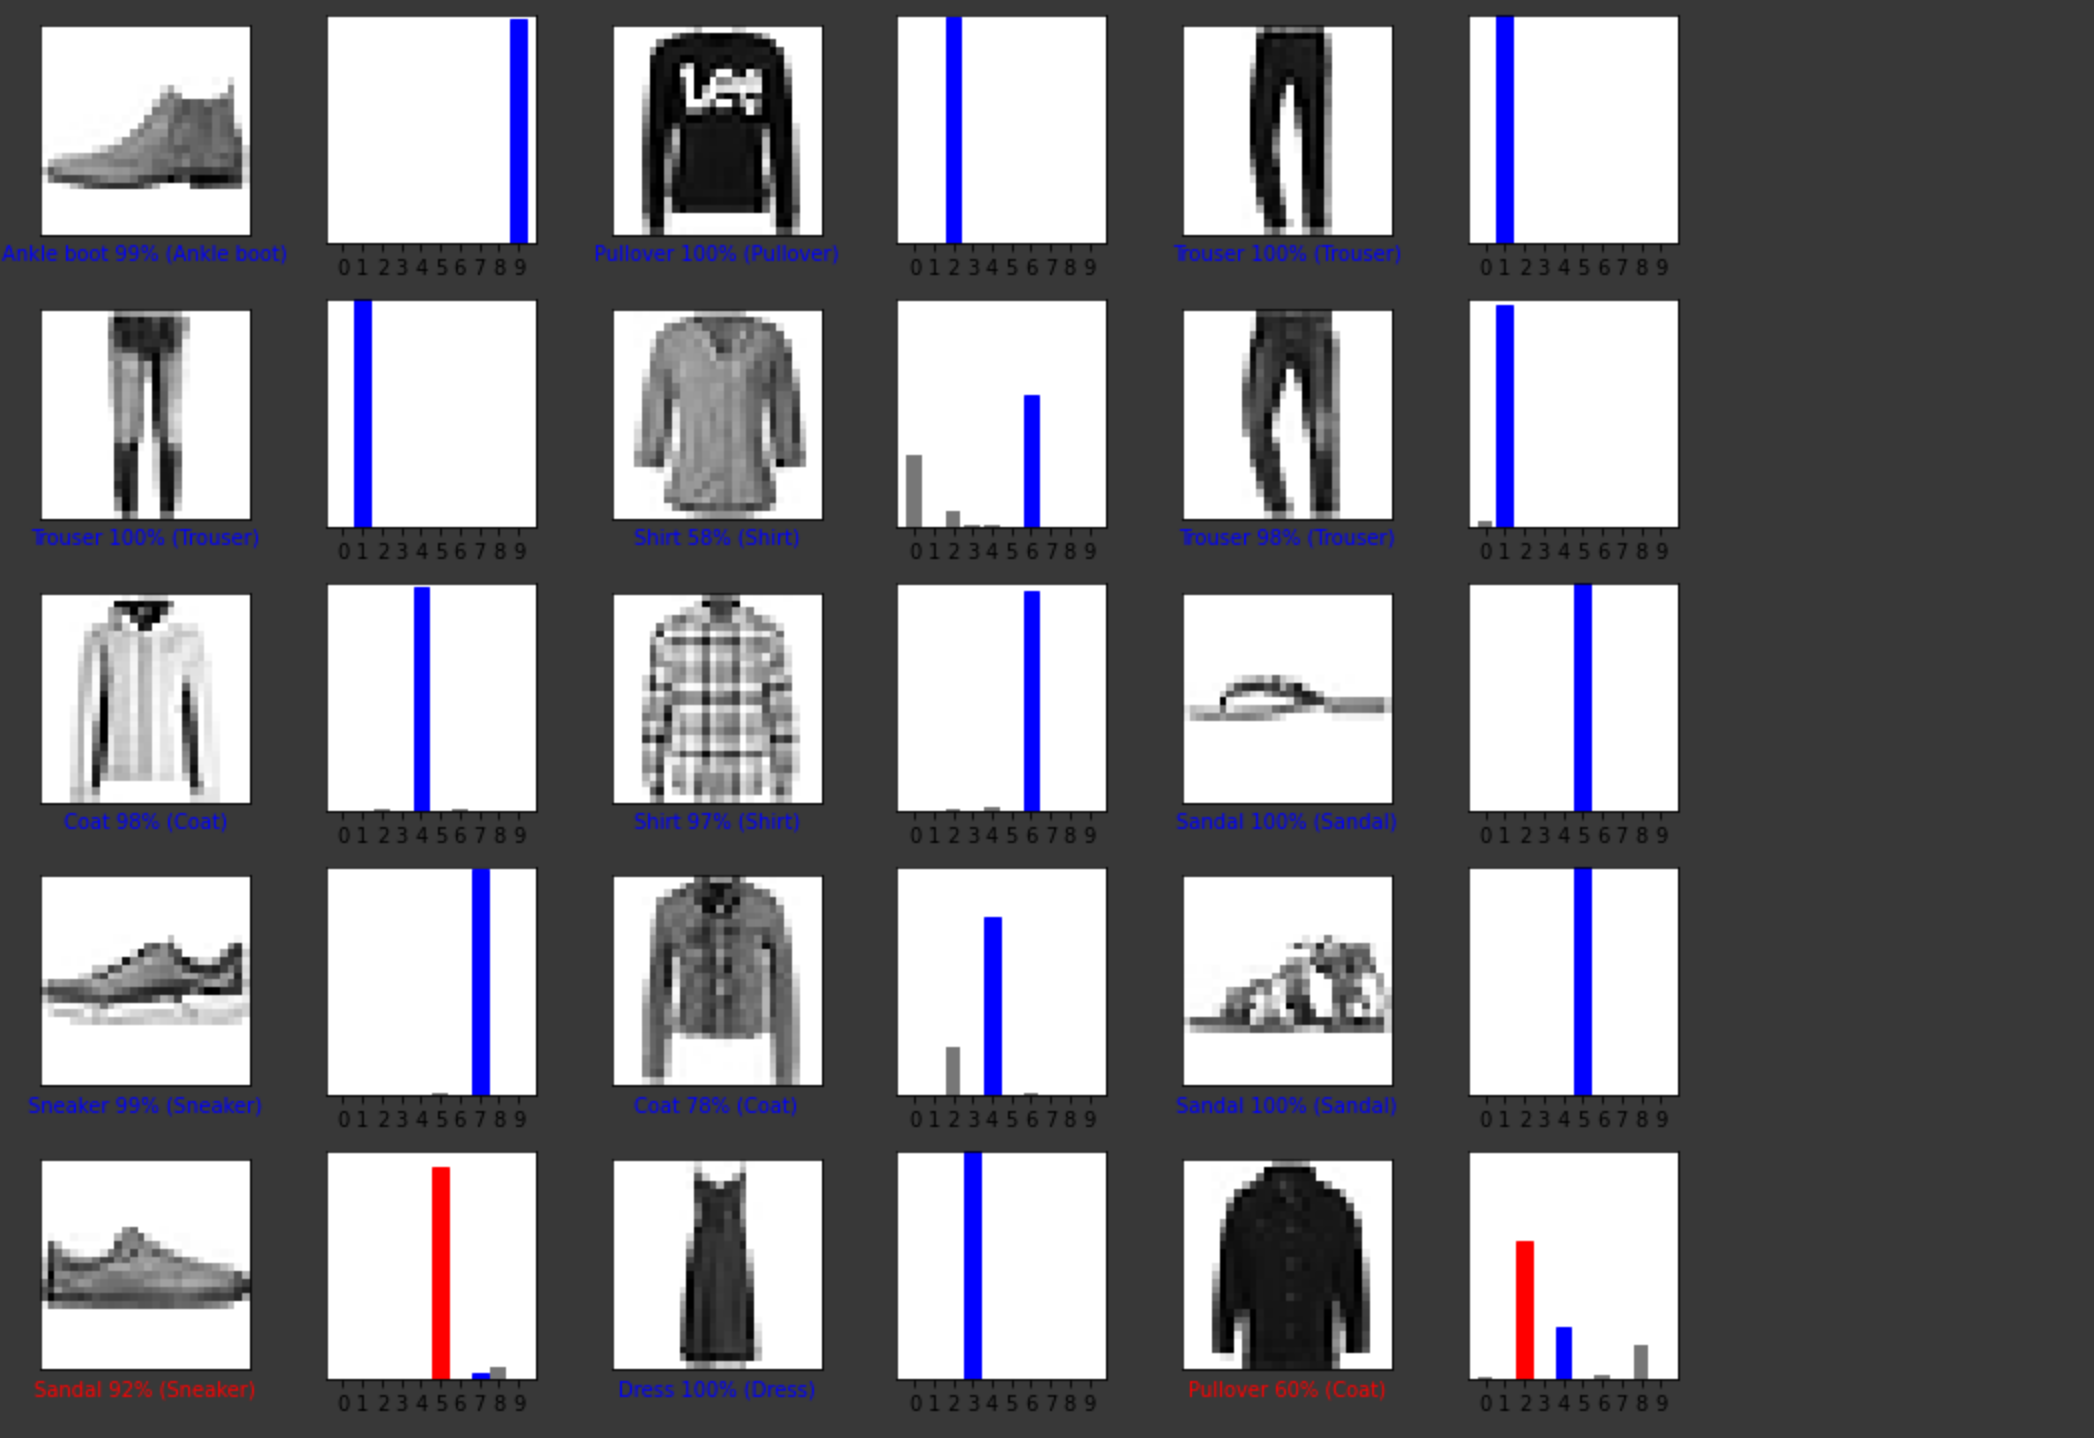 Ankle boot 99% (Ankle boot)
0 1 2 3 4 5 6 7 8 9
Pullover 100% (Pullover)
0 1 2 3 4 5 6 7 8 9
Trouser 100% (Trouser)
0 1 2 3 4 5 6 7 8 9
Trouser 100% (Trouser)
0 1 2 3 4 5 6 7 8 9
Shirt 58% (Shirt)
0 1 2 3 4 5 6 7 8 9
Trouser 98% (Trouser)
0 1 2 3 4 5 6 7 8 9
Coat 98% (Coat)
0 1 2 3 4 5 6 7 8 9
Shirt 97% (Shirt)
0 1 2 3 4 5 6 7 8 9
Sandal 100% (Sandal)
0 1 2 3 4 5 6 7 8 9
Sneaker 99% (Sneaker)
0 1 2 3 4 5 6 7 8 9
Coat 78% (Coat)
0 1 2 3 4 5 6 7 8 9
Sandal 100% (Sandal)
0 1 2 3 4 5 6 7 8 9
Sandal 92% (Sneaker)
0 1 2 3 4 5 6 7 8 9
Dress 100% (Dress)
0 1 2 3 4 5 6 7 8 9
Pullover 60% (Coat)
0 1 2 3 4 5 6 7 8 9